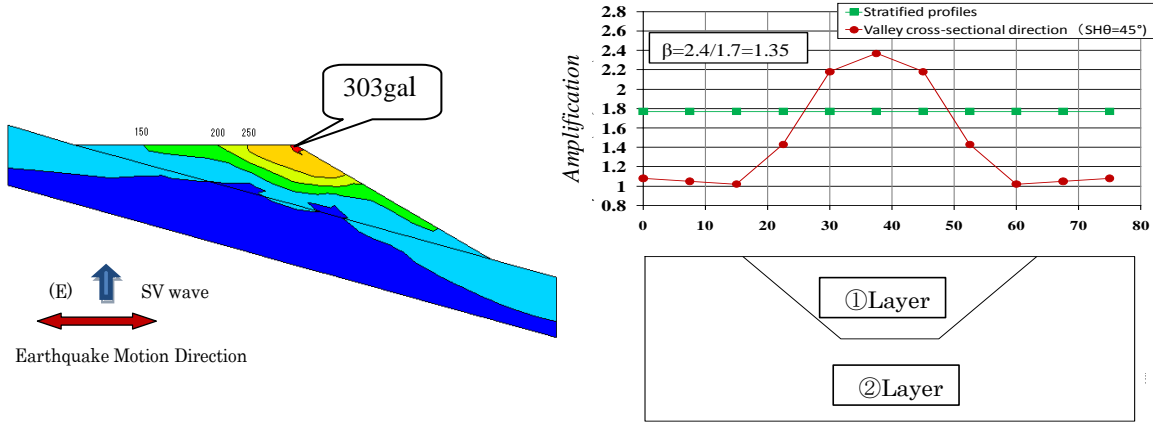 303gal
150 200 250
(E) SV wave
Earthquake Motion Direction
Stratified profiles
Valley cross-sectional direction （SHθ=45°）
β=2.4/1.7=1.35
Amplification
2.8
2.6
2.4
2.2
2
1.8
1.6
1.4
1.2
1
0.8
0 10 20 30 40 50 60 70 80
①Layer
②Layer